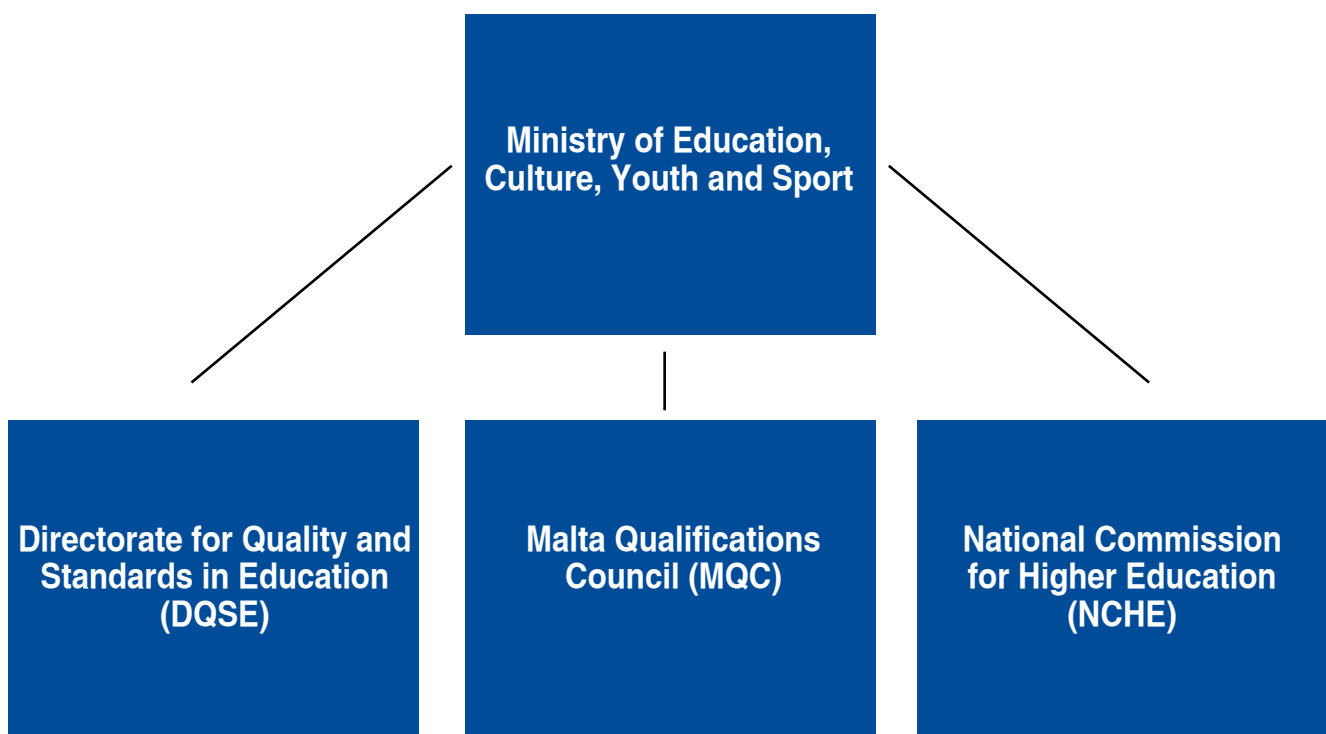 Ministry of Education,
Culture, Youth and Sport
Directorate for Quality and
Standards in Education
(DQSE)
Malta Qualifications
Council (MQC)
National Commission
for Higher Education
(NCHE)